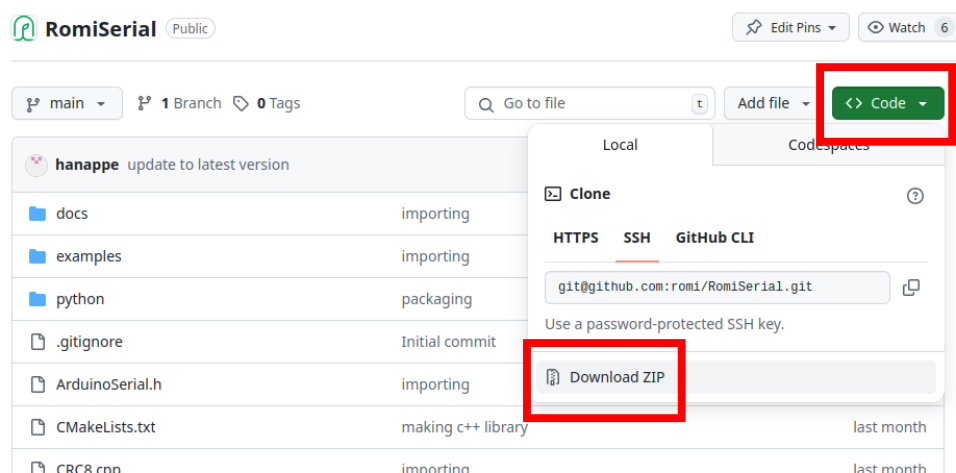 RomiSerial Public
Edit Pins
Watch 6
main
1 Branch
0 Tags
Go to file t
Add file
<> Code
hanappe update to latest version
docs importing
examples importing
python packaging
.gitignore Initial commit
ArduinoSerial.h importing
CMakeLists.txt making c++ library last month
CRC8.cpp importing last month
Local
Codespaces
Clone
HTTPS SSH GitHub CLI
git@github.com:romi/RomiSerial.git
Use a password-protected SSH key.
Download ZIP